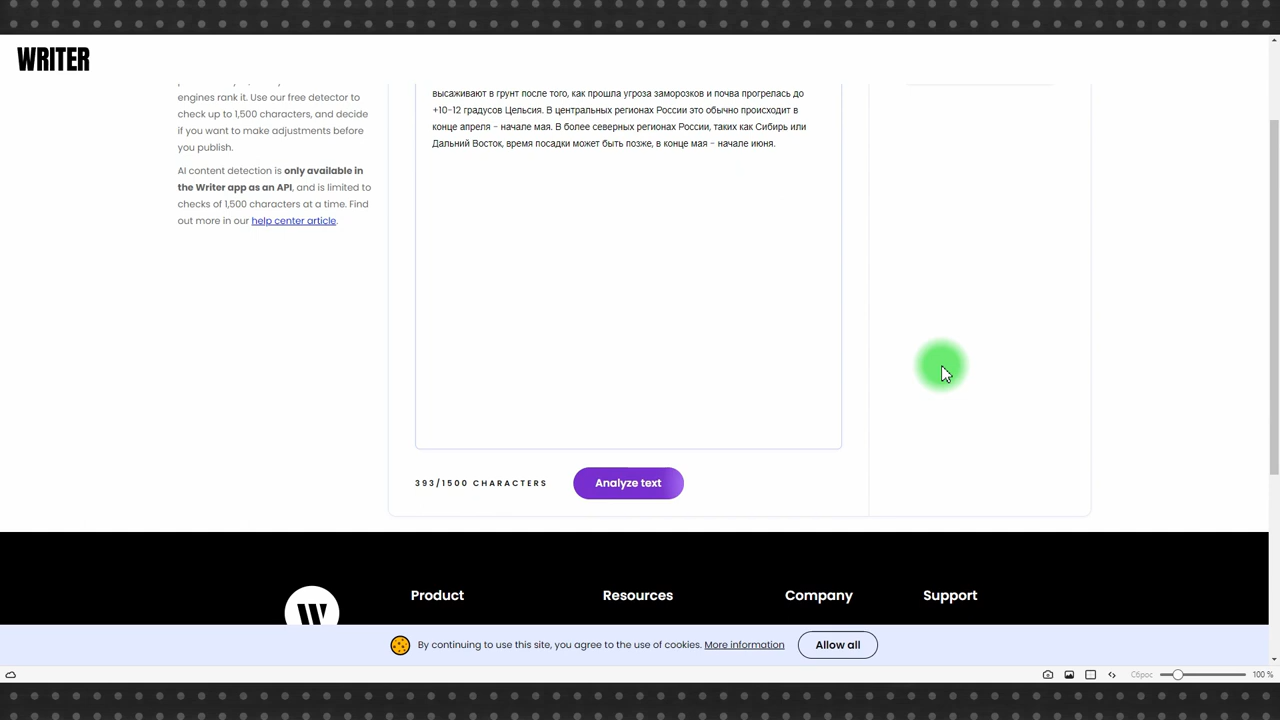 WRITER
engines rank it. Use our free detector to
check up to 1,500 characters, and decide
if you want to make adjustments before
you publish.
AI content detection is only available in
the Writer app as an API, and is limited to
checks of 1,500 characters at a time. Find
out more in our help center article.
высаживают в грунт после того, как прошла угроза заморозков и почва прогрелась до
+10-12 градусов Цельсия. В центральных регионах России это обычно происходит в
конце апреля - начале мая. В более северных регионах России, таких как Сибирь или
Дальний Восток, время посадки может быть позже, в конце мая - начале июня.
393/1500 CHARACTERS
Analyze text
Product
Resources
Company
Support
W
By continuing to use this site, you agree to the use of cookies. More information
Allow all
Сброс
100 %